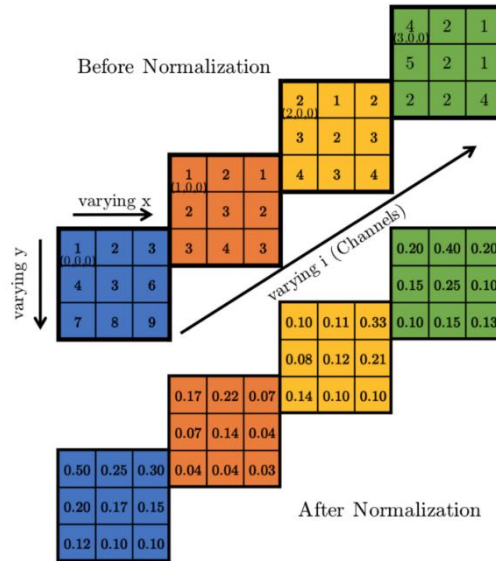 Before Normalization
4 2 1
(3,0,0)
5 2 1
2 2 4
2 1 2
(2,0,0)
3 2 3
4 3 4
1 2 1
(1,0,0)
2 3 2
3 4 3
varying x
varying y
1 2 3
(0,0,0)
4 3 6
7 8 9
varying i (Channels)
0.20 0.40 0.20
0.15 0.25 0.10
0.10 0.15 0.13
0.10 0.11 0.33
0.08 0.12 0.21
0.14 0.10 0.10
0.17 0.22 0.07
0.07 0.14 0.04
0.04 0.04 0.03
0.50 0.25 0.30
0.20 0.17 0.15
0.12 0.10 0.10
After Normalization